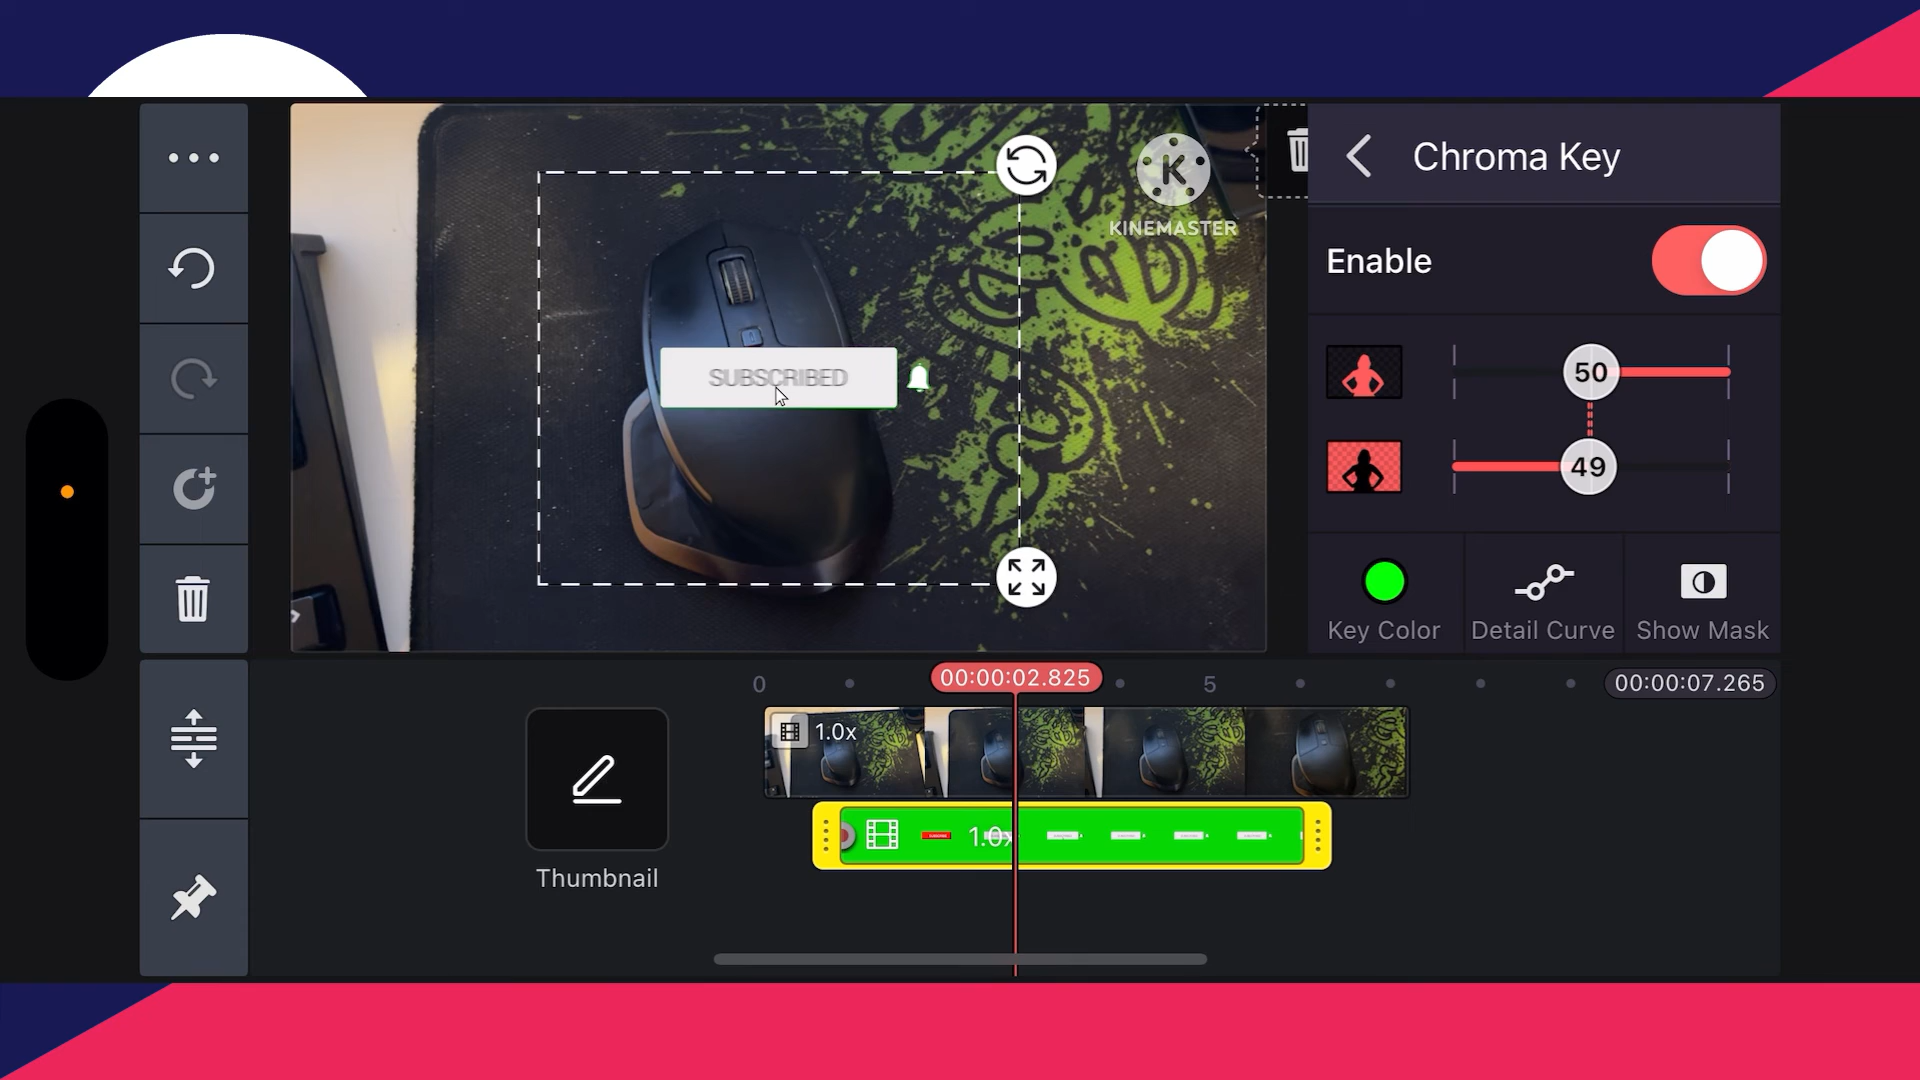 Chroma Key
KINEMASTER
Enable
SUBSCRIBED
50
49
Key Color
Detail Curve
Show Mask
0
00:00:02.825
5
00:00:07.265
1.0x
1.0x
Thumbnail